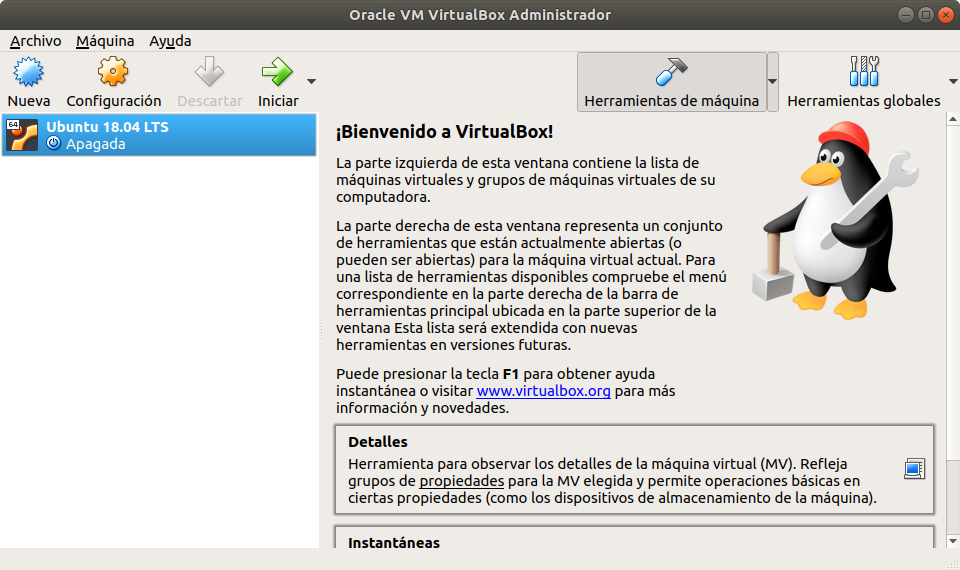 Oracle VM VirtualBox Administrador
Archivo Máquina Ayuda
Nueva Configuración Descartar Iniciar Herramientas de máquina Herramientas globales
64
Ubuntu 18.04 LTS
Apagada
¡Bienvenido a VirtualBox!
La parte izquierda de esta ventana contiene la lista de
máquinas virtuales y grupos de máquinas virtuales de su
computadora.
La parte derecha de esta ventana representa un conjunto
de herramientas que están actualmente abiertas (o
pueden ser abiertas) para la máquina virtual actual. Para
una lista de herramientas disponibles compruebe el menú
correspondiente en la parte derecha de la barra de
herramientas principal ubicada en la parte superior de la
ventana Esta lista será extendida con nuevas
herramientas en versiones futuras.
Puede presionar la tecla F1 para obtener ayuda
instantánea o visitar www.virtualbox.org para más
información y novedades.
Detalles
Herramienta para observar los detalles de la máquina virtual (MV). Refleja
grupos de propiedades para la MV elegida y permite operaciones básicas en
ciertas propiedades (como los dispositivos de almacenamiento de la máquina).
Instantáneas